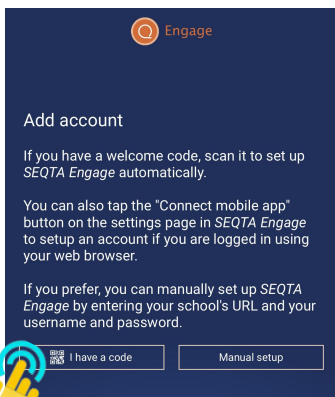 Engage
Add account
If you have a welcome code, scan it to set up
SEQTA Engage automatically.
You can also tap the "Connect mobile app"
button on the settings page in SEQTA Engage
to setup an account if you are logged in using
your web browser.
If you prefer, you can manually set up SEQTA
Engage by entering your school's URL and your
username and password.
I have a code
Manual setup